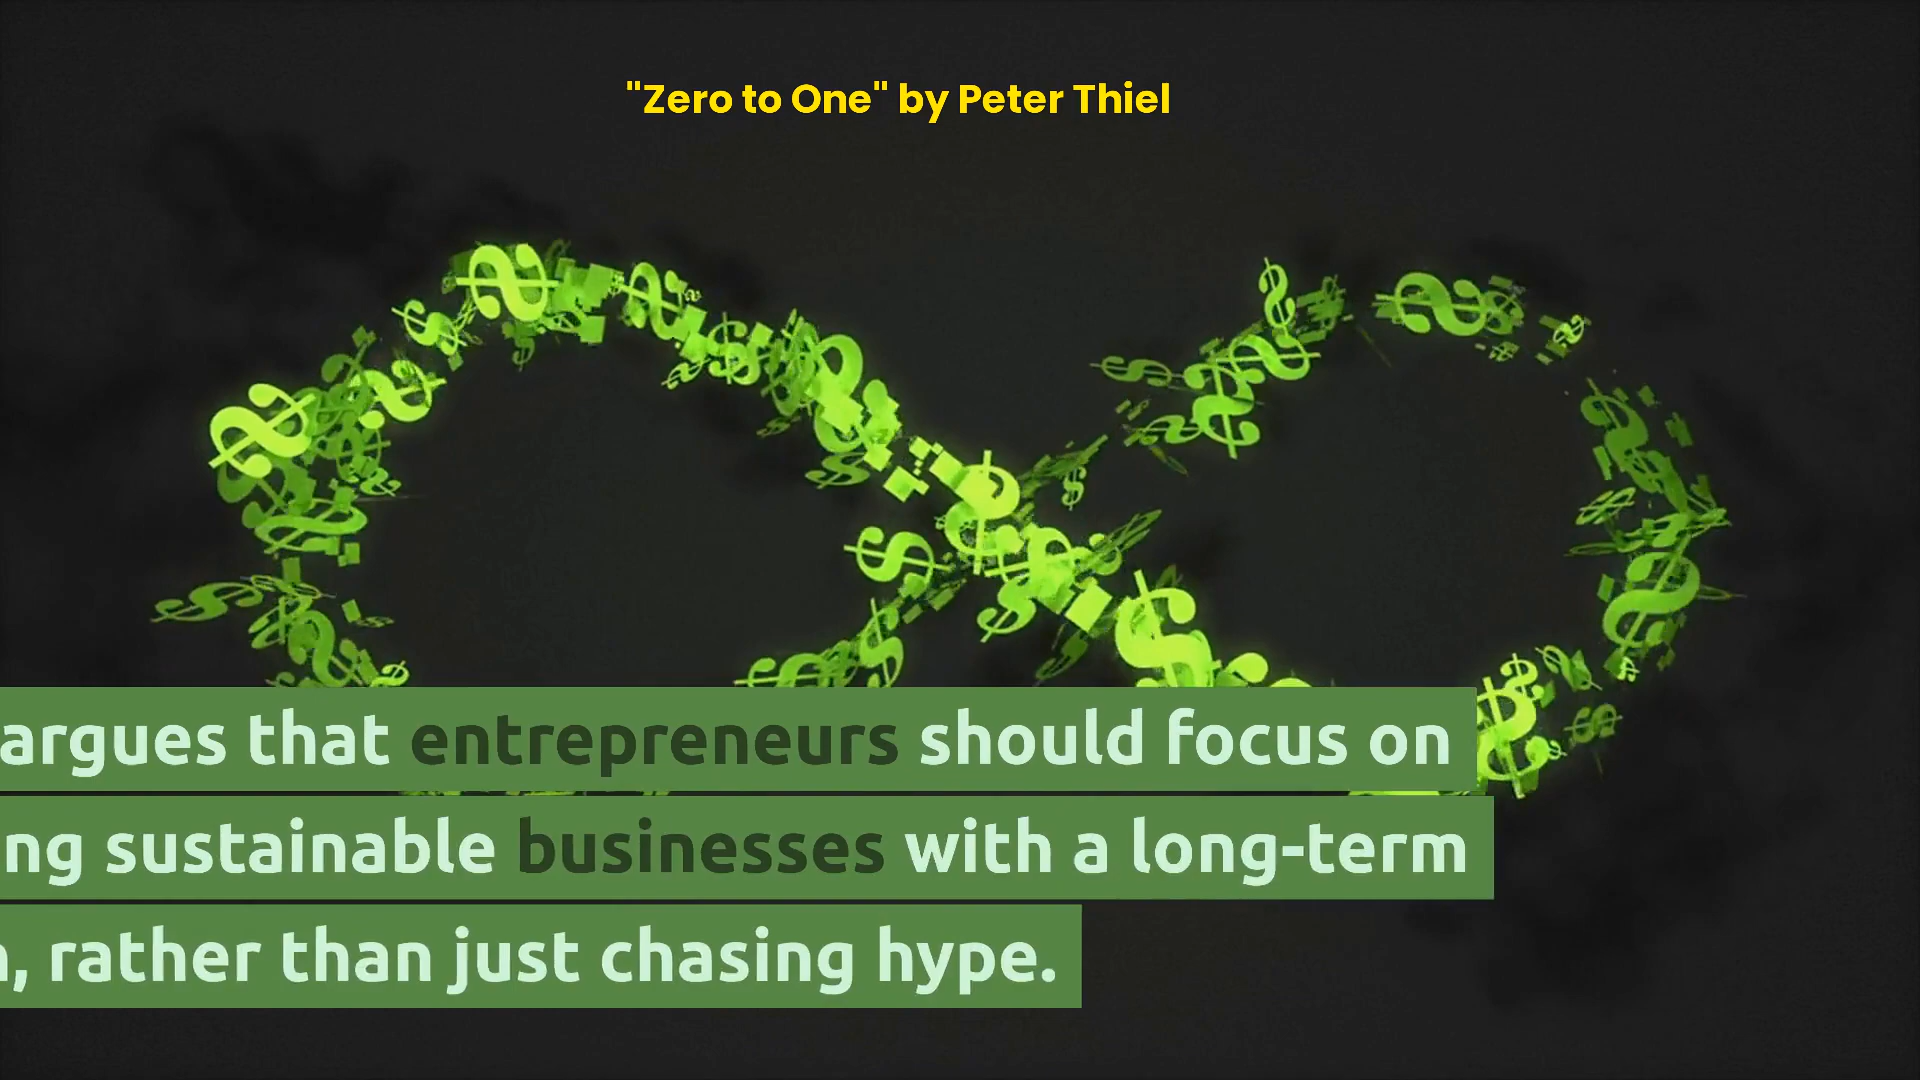 "Zero to One" by Peter Thiel
argues that entrepreneurs should focus on
ng sustainable businesses with a long-term
, rather than just chasing hype.